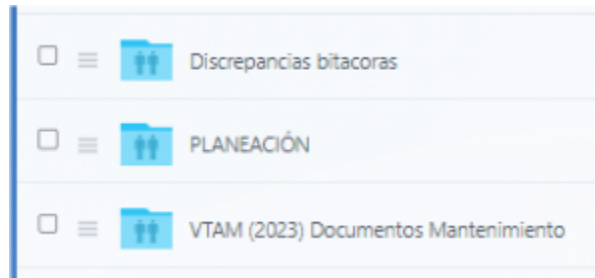 Discrepancias bitacoras
PLANEACIÓN
VTAM (2023) Documentos Mantenimiento